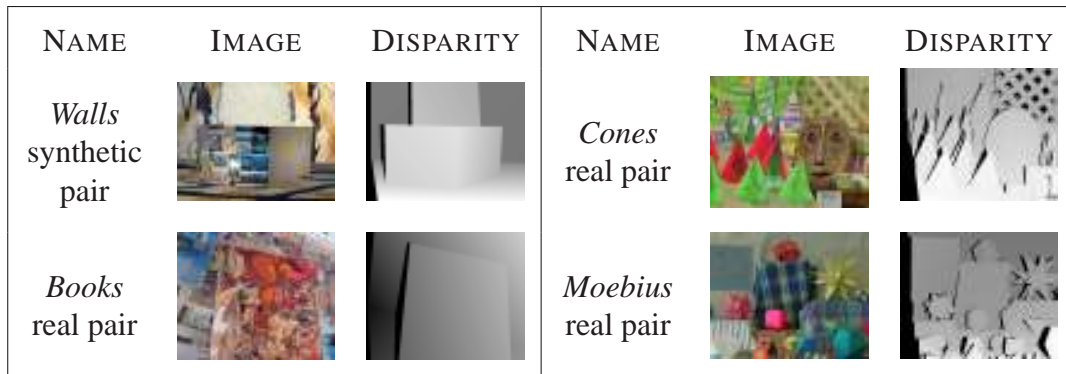 NAME IMAGE DISPARITY NAME IMAGE DISPARITY
Walls
synthetic
pair
Cones
real pair
Books
real pair
Moebius
real pair